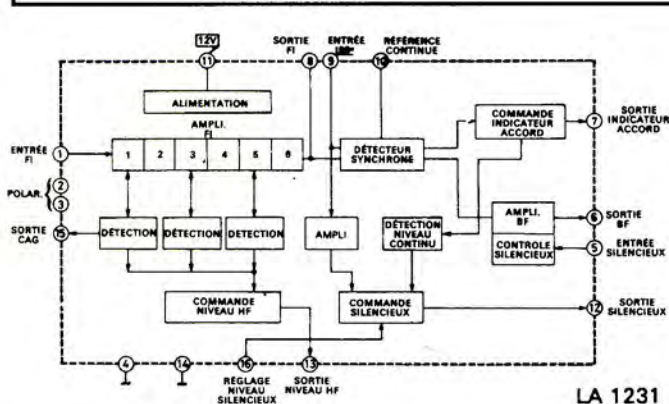 12V
SORTIE FI
ENTRÉE
RÉFÉRENCE CONTINUE
11
8
9
10
ALIMENTATION
COMMANDE INDICATEUR ACCORD
7
SORTIE INDICATEUR ACCORD
AMPLI. FI
ENTRÉE FI
1
1 2 3 4 5 6
DÉTECTEUR SYNCHRONE
POLAR.
2
3
SORTIE CAG
15
DÉTECTION
DÉTECTION
DETECTION
AMPLI.
DÉTECTION NIVEAU CONTINU
AMPLI. BF
CONTROLE SILENCIEUX
6
SORTIE BF
5
ENTRÉE SILENCIEUX
COMMANDE NIVEAU HF
COMMANDE SILENCIEUX
12
SORTIE SILENCIEUX
4
14
16
13
RÉGLAGE NIVEAU SILENCIEUX
SORTIE NIVEAU HF
LA 1231